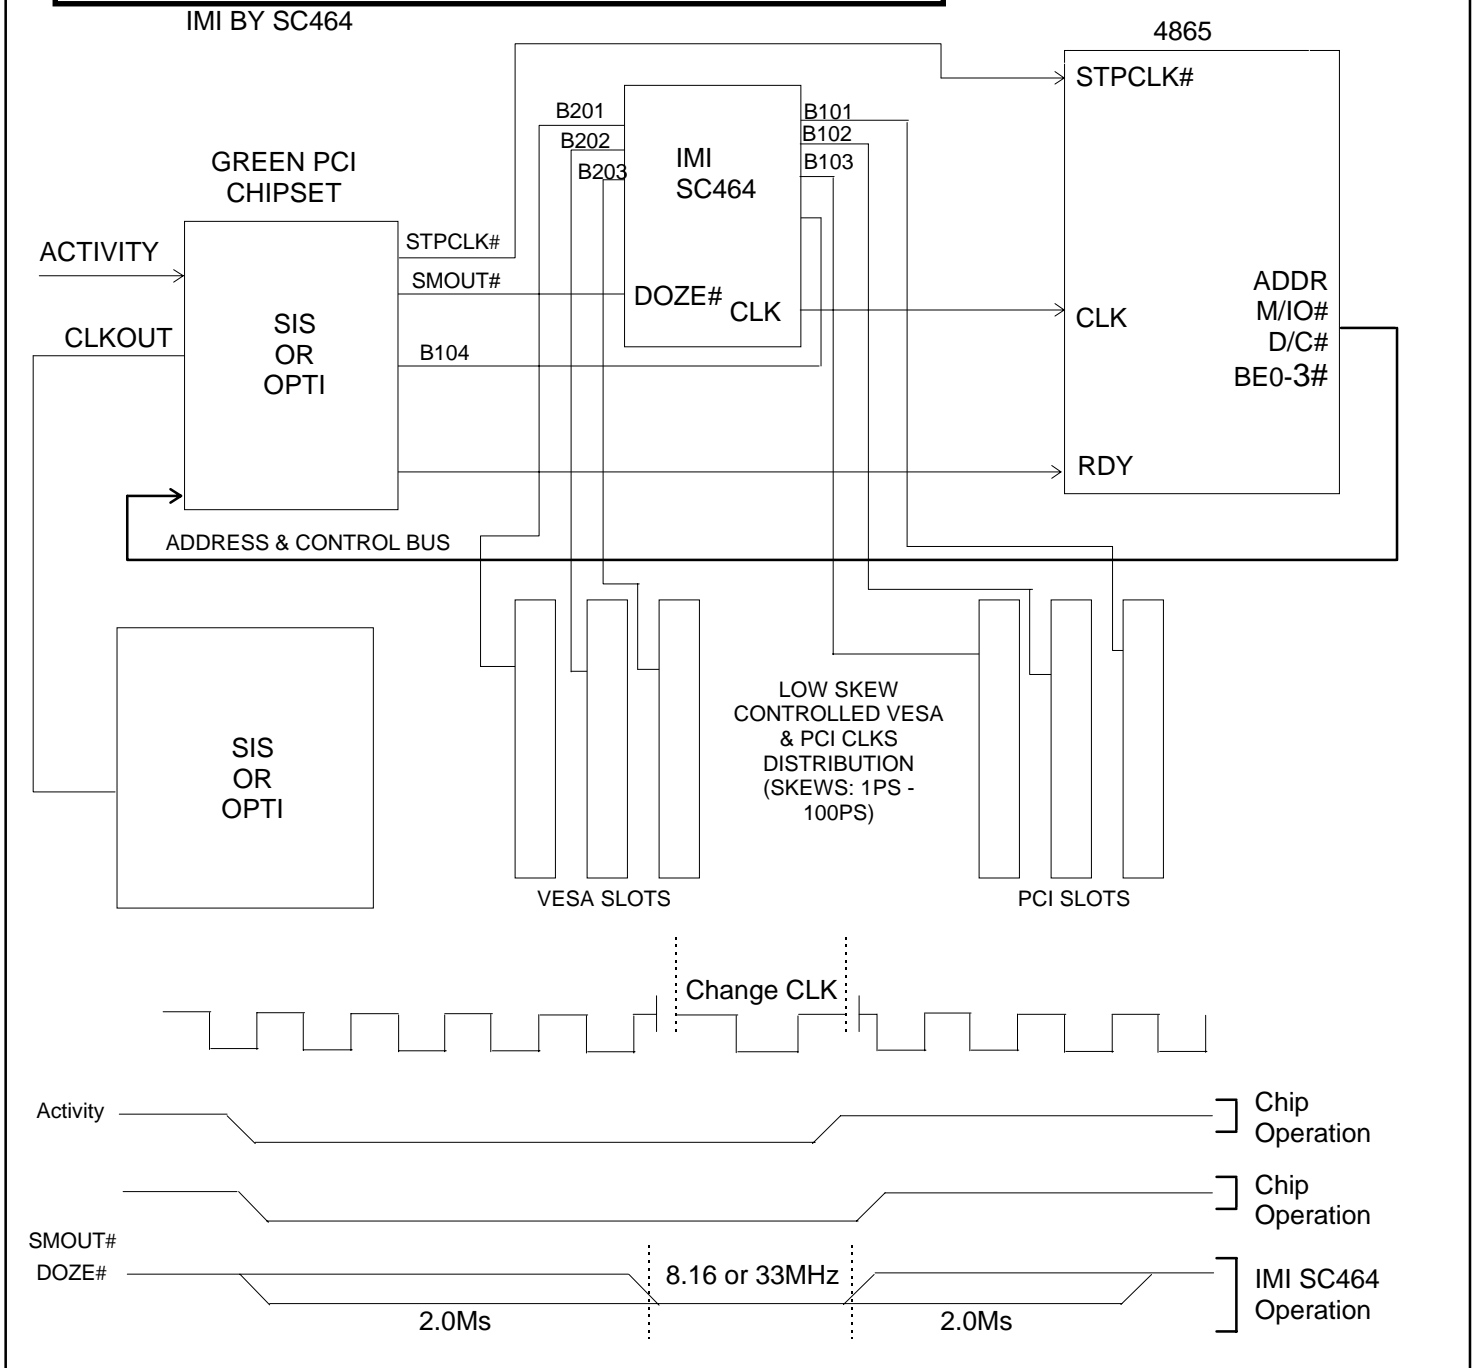 IMI BY SC464
4865
STPCLK#
B201
B202
B203
IMI
SC464
B101
B102
B103
GREEN PCI
CHIPSET
ACTIVITY
STPCLK#
SMOUT#
DOZE#
CLK
CLKOUT
SIS
OR
OPTI
B104
CLK
ADDR
M/IO#
D/C#
BE0-3#
RDY
ADDRESS & CONTROL BUS
SIS
OR
OPTI
LOW SKEW
CONTROLLED VESA
& PCI CLKS
DISTRIBUTION
(SKEWS: 1PS -
100PS)
VESA SLOTS
PCI SLOTS
Change CLK
Activity
Chip
Operation
Chip
Operation
SMOUT#
DOZE#
8.16 or 33MHz
IMI SC464
Operation
2.0Ms
2.0Ms